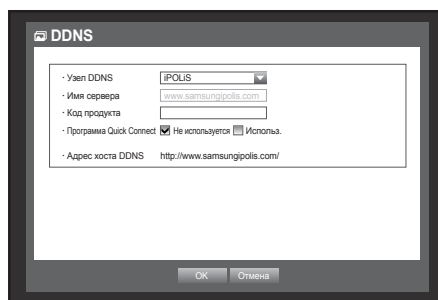 DDNS
· Узел DDNS iPOLiS
· Имя сервера www.samsungipolis.com
· Код продукта
· Программа Quick Connect Не используется Использ.
· Адрес хоста DDNS http://www.samsungipolis.com/
OK Отмена